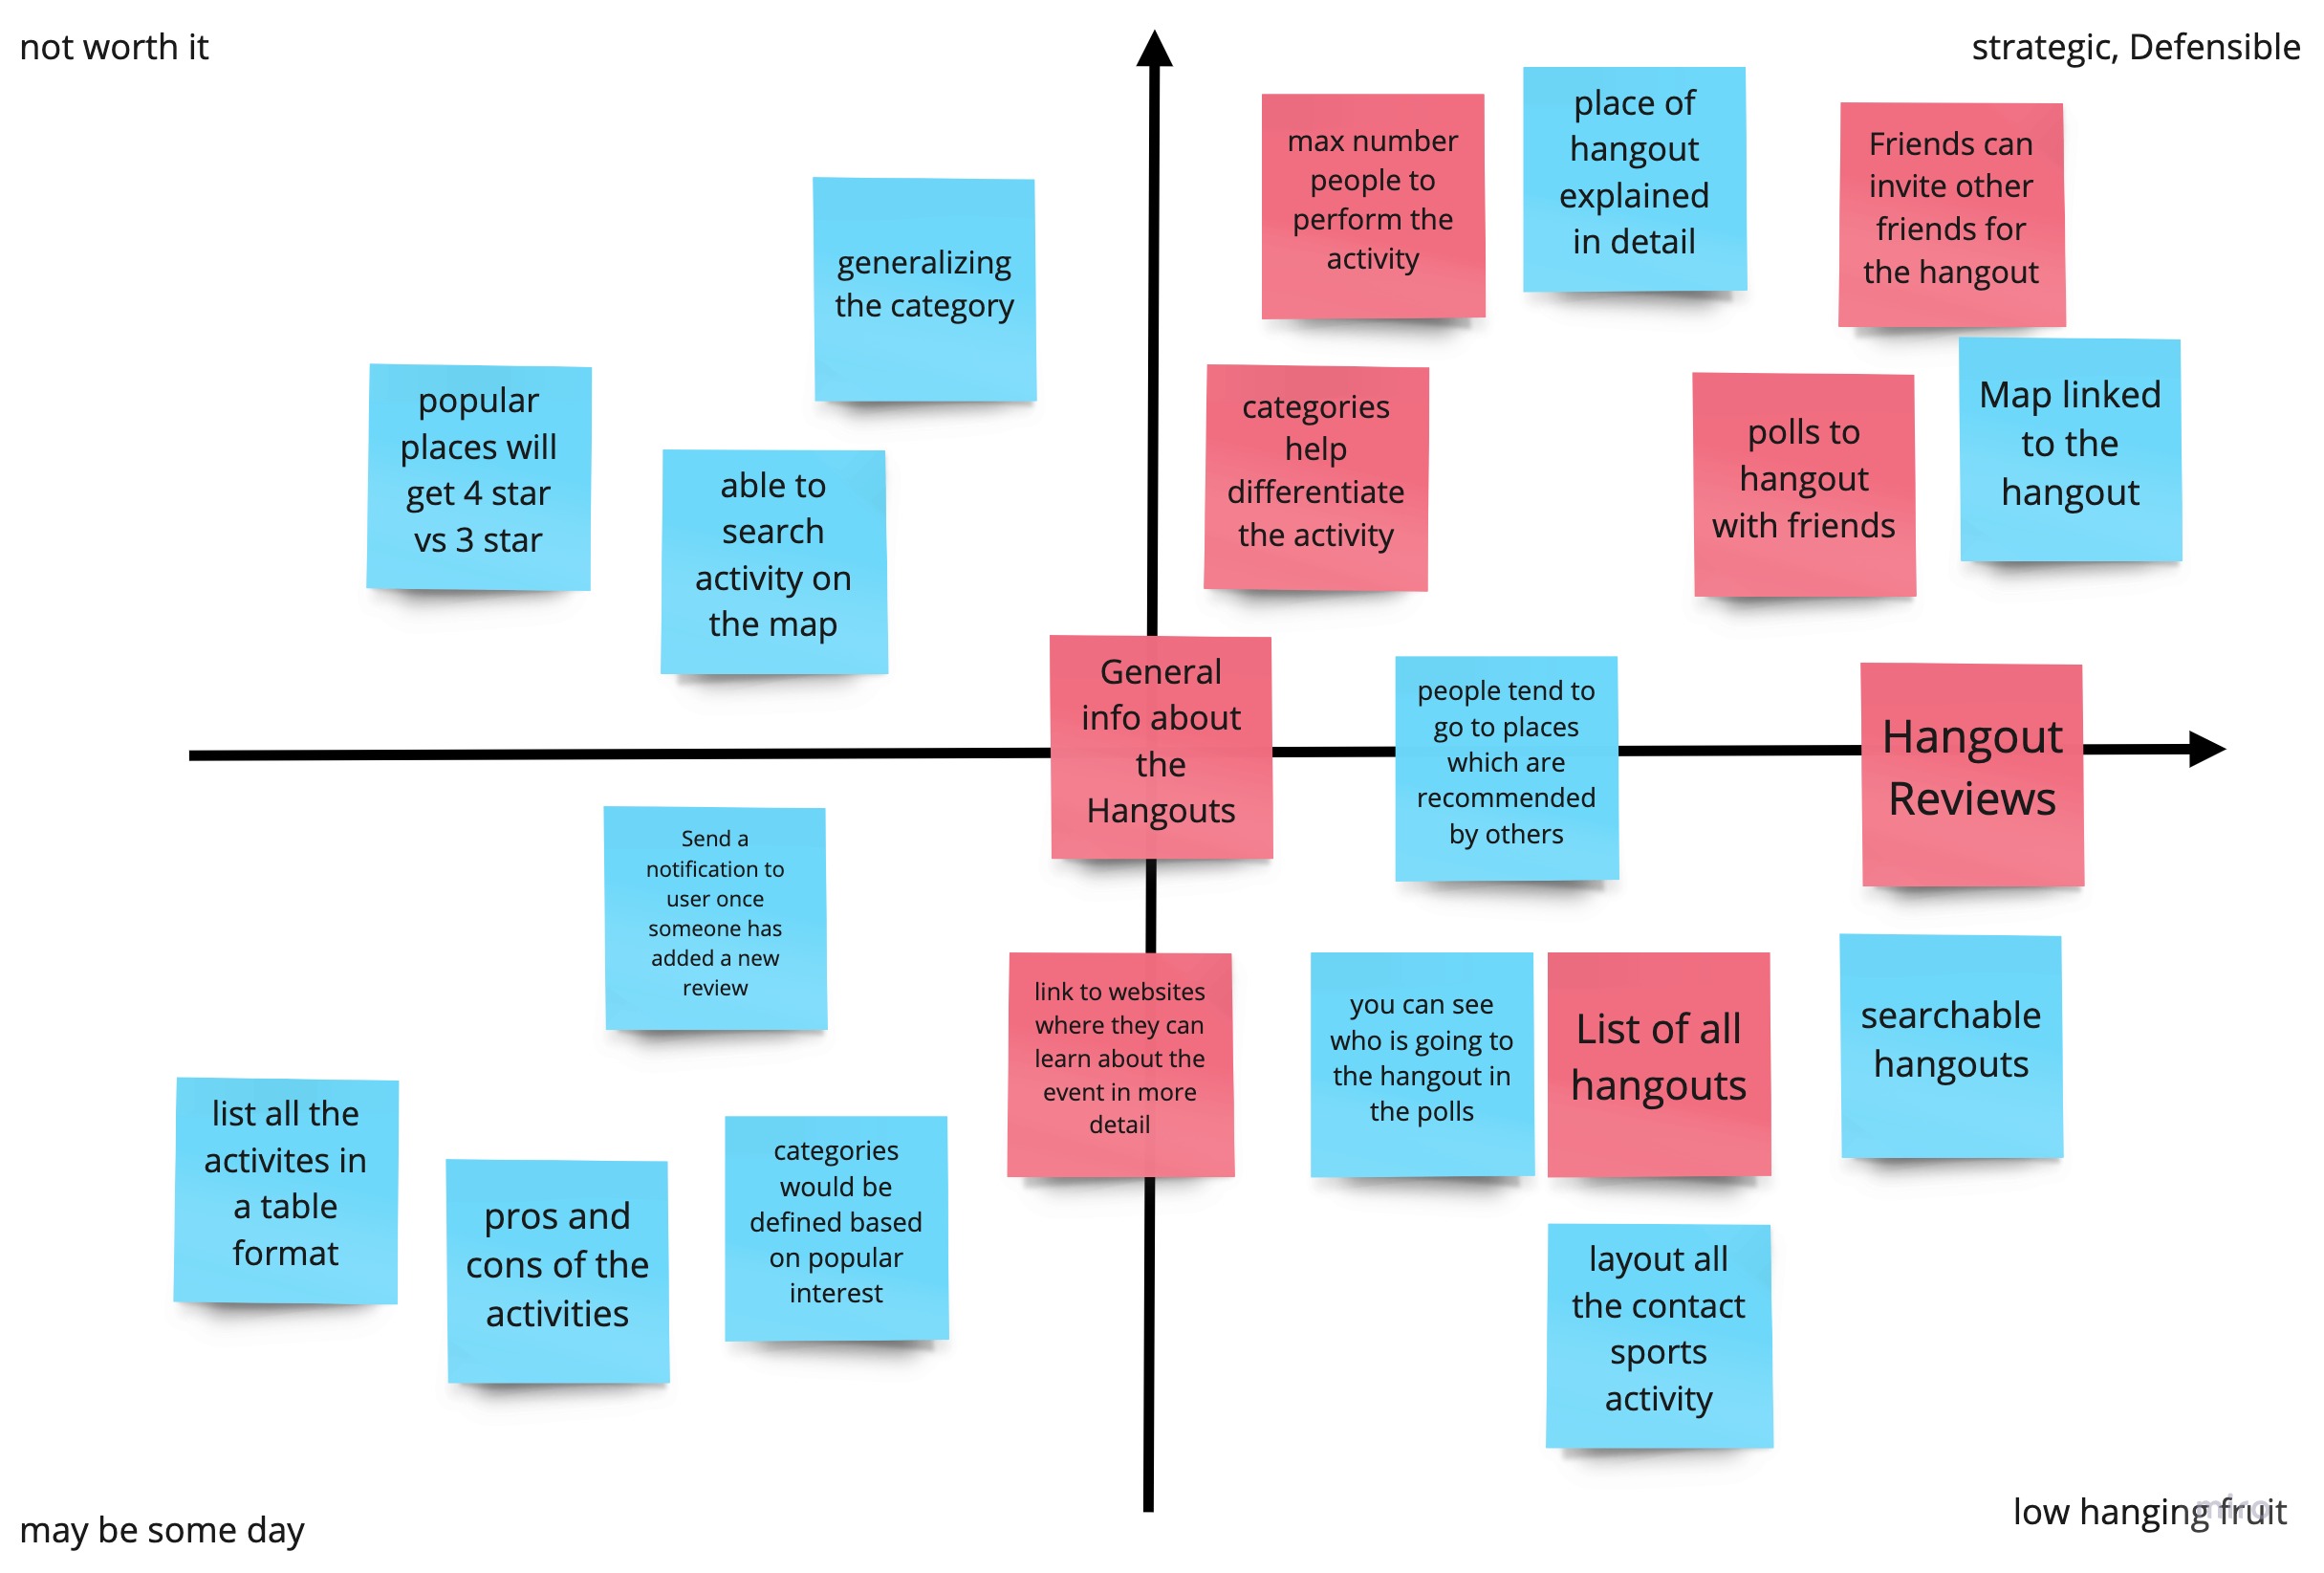 not worth it
strategic, Defensible
max number
people to
perform the
activity
place of
hangout
explained
in detail
Friends can
invite other
friends for
the hangout
generalizing
the category
popular
places will
get 4 star
vs 3 star
able to
search
activity on
the map
categories
help
differentiate
the activity
polls to
hangout
with friends
Map linked
to the
hangout
General
info about
the
Hangouts
people tend to
go to places
which are
recommended
by others
Hangout
Reviews
Send a
notification to
user once
someone has
added a new
review
link to websites
where they can
learn about the
event in more
detail
you can see
who is going to
the hangout in
the polls
List of all
hangouts
searchable
hangouts
list all the
activites in
a table
format
pros and
cons of the
activities
categories
would be
defined based
on popular
interest
layout all
the contact
sports
activity
may be some day
low hanging fruit
miro